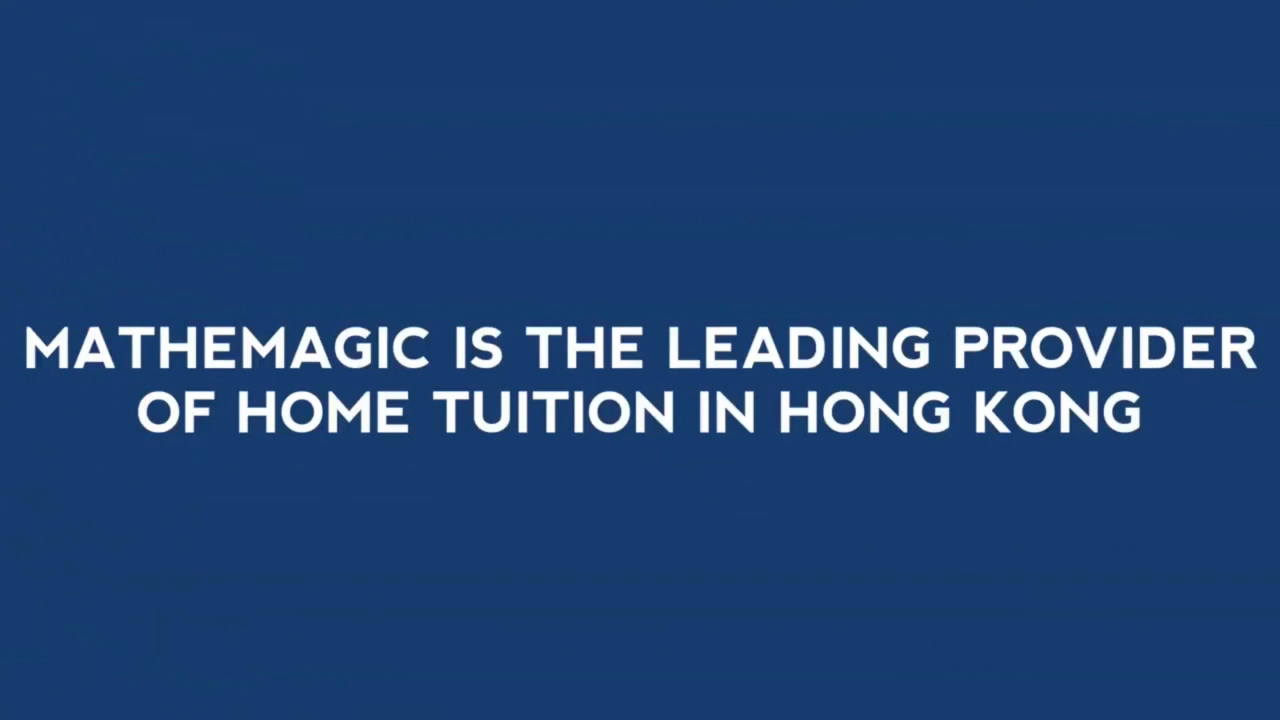 MATHEMAGIC IS THE LEADING PROVIDER
OF HOME TUITION IN HONG KONG